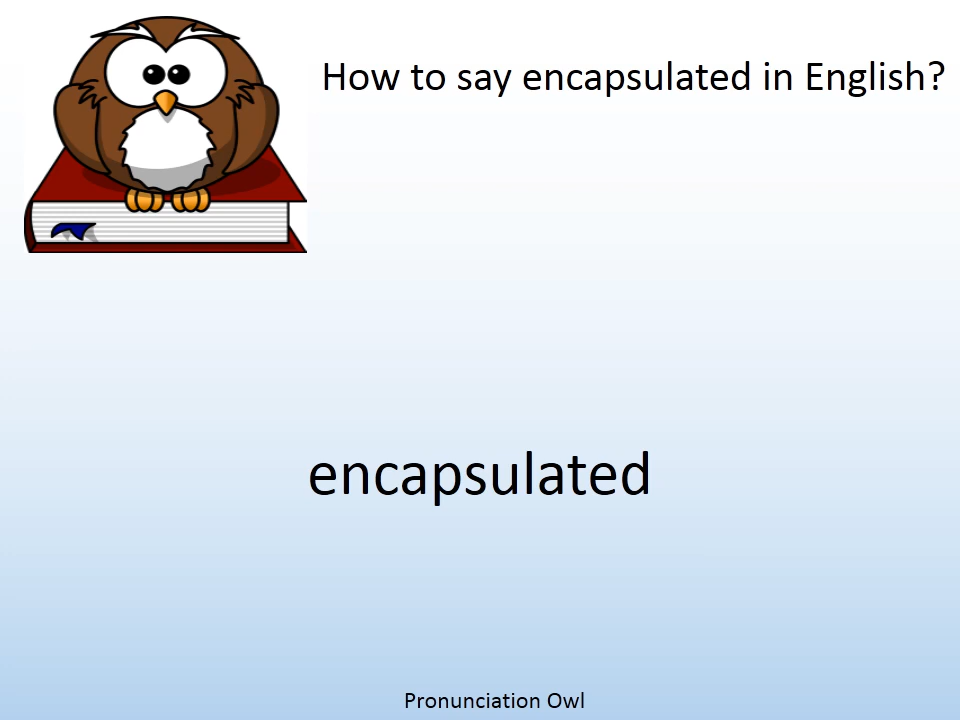 How to say encapsulated in English?
encapsulated
Pronunciation Owl